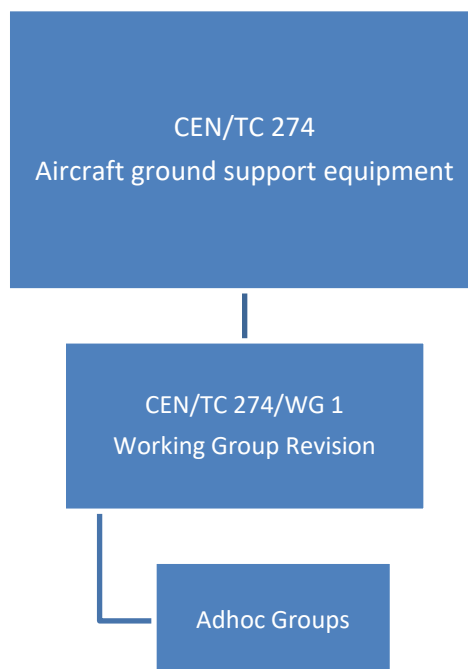 CEN/TC 274
Aircraft ground support equipment
CEN/TC 274/WG 1
Working Group Revision
Adhoc Groups